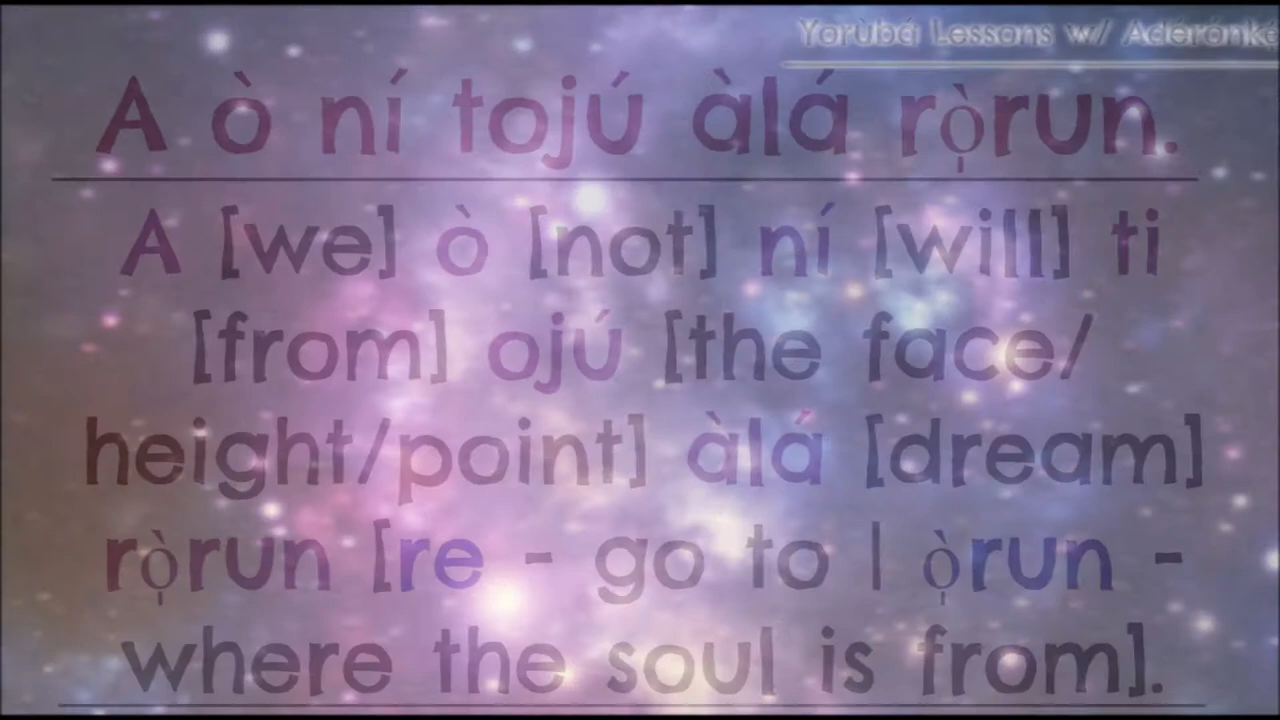 Yorùbá Lessons w/ Adérónké
A ò ní tojú àlá rọ̀run.
A [we] ò [not] ní [will] ti
[from] ojú [the face/
height/point] àlá [dream]
rọ̀run [re - go to | ọ̀run -
where the soul is from].